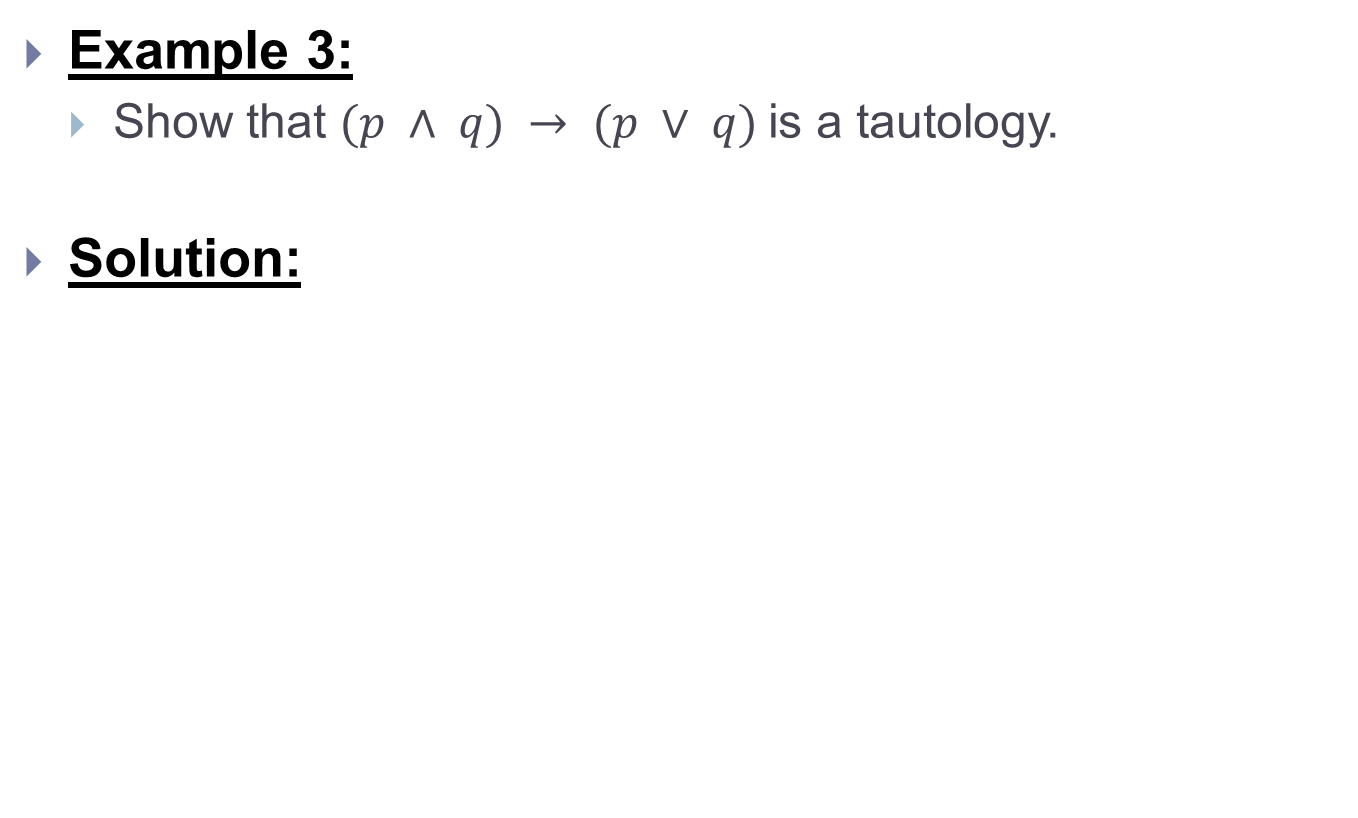 Example 3:
Show that (p ∧ q) → (p ∨ q) is a tautology.
Solution: